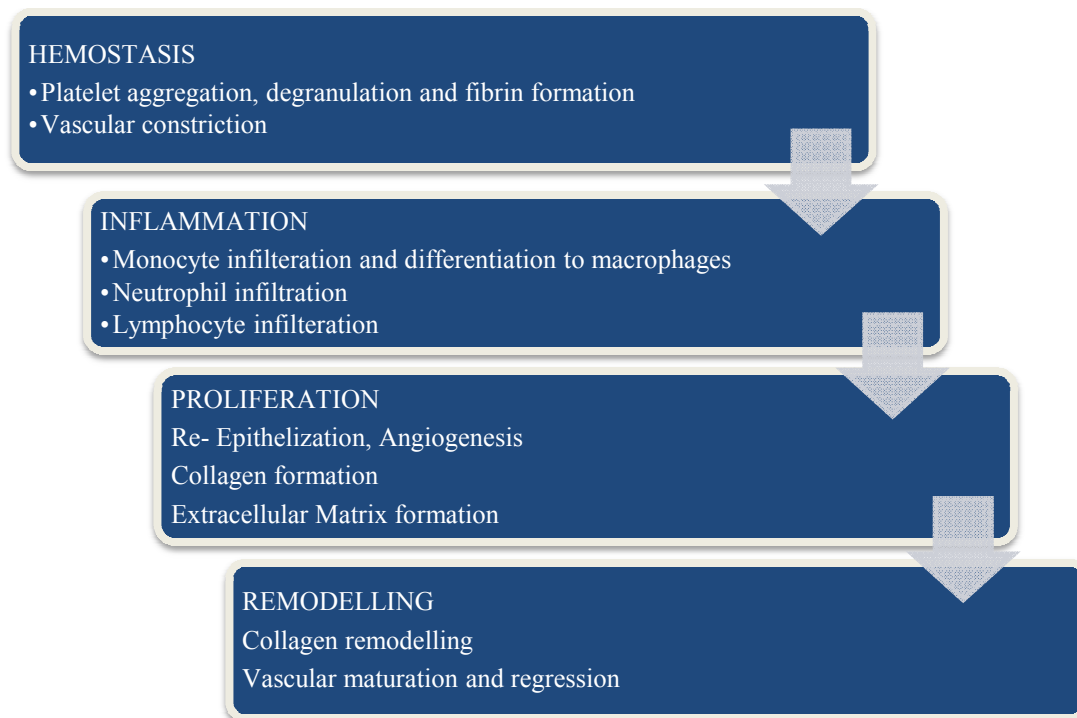 HEMOSTASIS
•Platelet aggregation, degranulation and fibrin formation
•Vascular constriction
INFLAMMATION
•Monocyte infilteration and differentiation to macrophages
•Neutrophil infiltration
•Lymphocyte infilteration
PROLIFERATION
Re- Epithelization, Angiogenesis
Collagen formation
Extracellular Matrix formation
REMODELLING
Collagen remodelling
Vascular maturation and regression